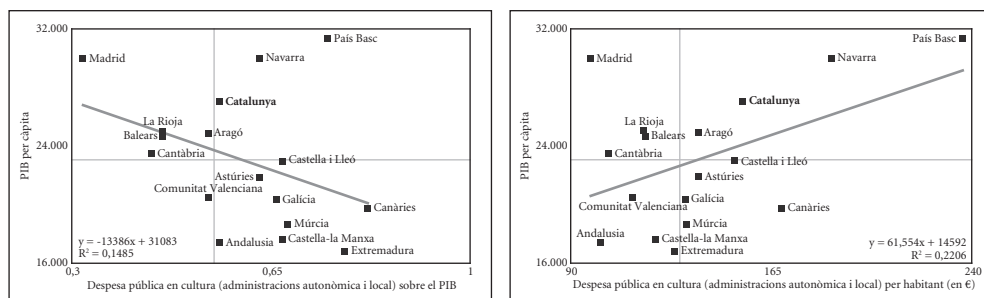 32.000
24.000
16.000
PIB per càpita
Madrid
País Basc
Navarra
Catalunya
La Rioja
Balears
Aragó
Cantàbria
Castella i Lleó
Astúries
Comunitat Valenciana
Galícia
Canàries
Múrcia
Andalusia
Castella-la Manxa
Extremadura
y = -13386x + 31083
R² = 0,1485
0,3
0,65
1
Despesa pública en cultura (administracions autonòmica i local) sobre el PIB
32.000
24.000
16.000
PIB per càpita
País Basc
Madrid
Navarra
Catalunya
La Rioja
Balears
Aragó
Cantàbria
Castella i Lleó
Astúries
Comunitat Valenciana
Galícia
Canàries
Múrcia
Andalusia
Castella-la Manxa
Extremadura
y = 61,554x + 14592
R² = 0,2206
90
165
240
Despesa pública en cultura (administracions autonòmica i local) per habitant (en €)